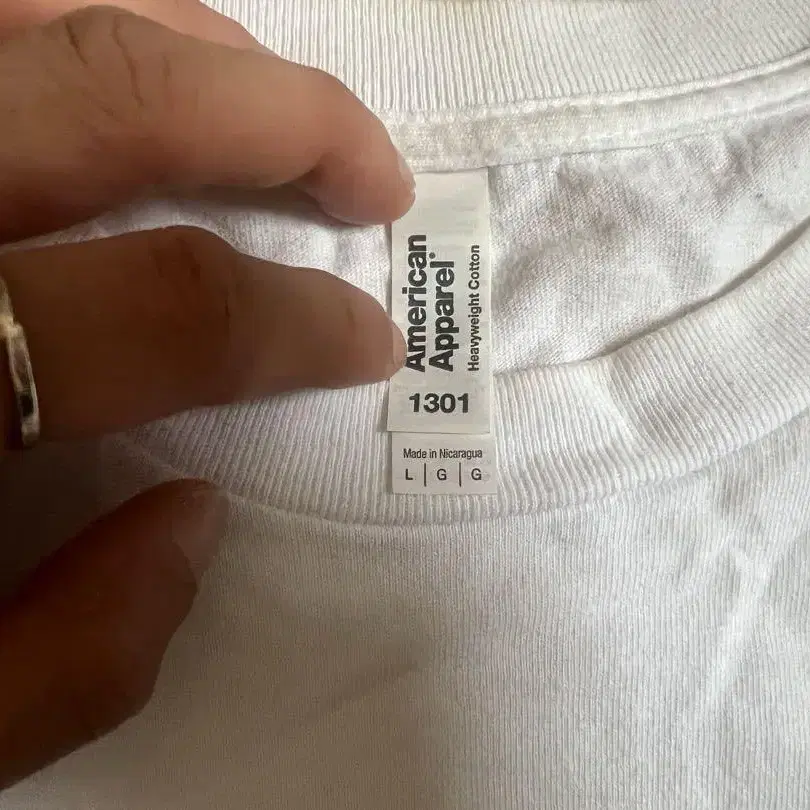 American
Apparel®
Heavyweight Cotton
1301
Made in Nicaragua
L | G | G